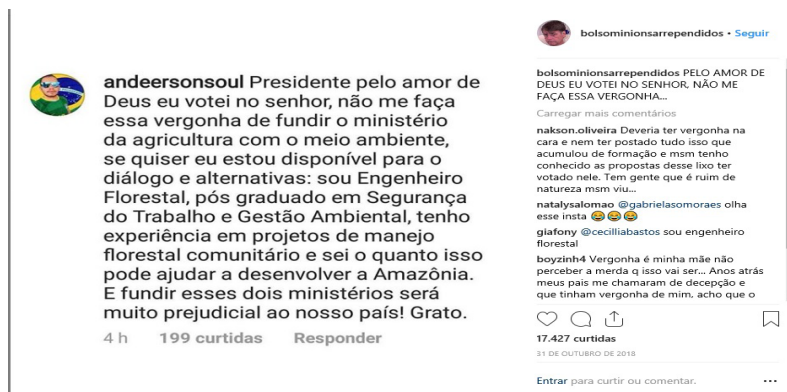 andeersonsoul Presidente pelo amor de
Deus eu votei no senhor, não me faça
essa vergonha de fundir o ministério
da agricultura com o meio ambiente,
se quiser eu estou disponível para o
diálogo e alternativas: sou Engenheiro
Florestal, pós graduado em Segurança
do Trabalho e Gestão Ambiental, tenho
experiência em projetos de manejo
florestal comunitário e sei o quanto isso
pode ajudar a desenvolver a Amazônia.
E fundir esses dois ministérios será
muito prejudicial ao nosso país! Grato.
4 h 199 curtidas Responder
bolsominionsarrependidos • Seguir
bolsominionsarrependidos PELO AMOR DE
DEUS EU VOTEI NO SENHOR, NÃO ME
FAÇA ESSA VERGONHA...
Carregar mais comentários
nakson.oliveira Deveria ter vergonha na
cara e nem ter postado tudo isso que
acumulou de formação e msm tenho
conhecido as propostas desse lixo ter
votado nele. Tem gente que é ruim de
natureza msm viu...
natalysalomao @gabrielasomoraes olha
esse insta 😂😂😂
giafony @cecilliabastos sou engenheiro
florestal
boyzinh4 Vergonha é minha mãe não
perceber a merda q isso vai ser... Anos atrás
meus pais me chamaram de decepção e
que tinham vergonha de mim, acho que o
17.427 curtidas
31 DE OUTUBRO DE 2018
Entrar para curtir ou comentar.